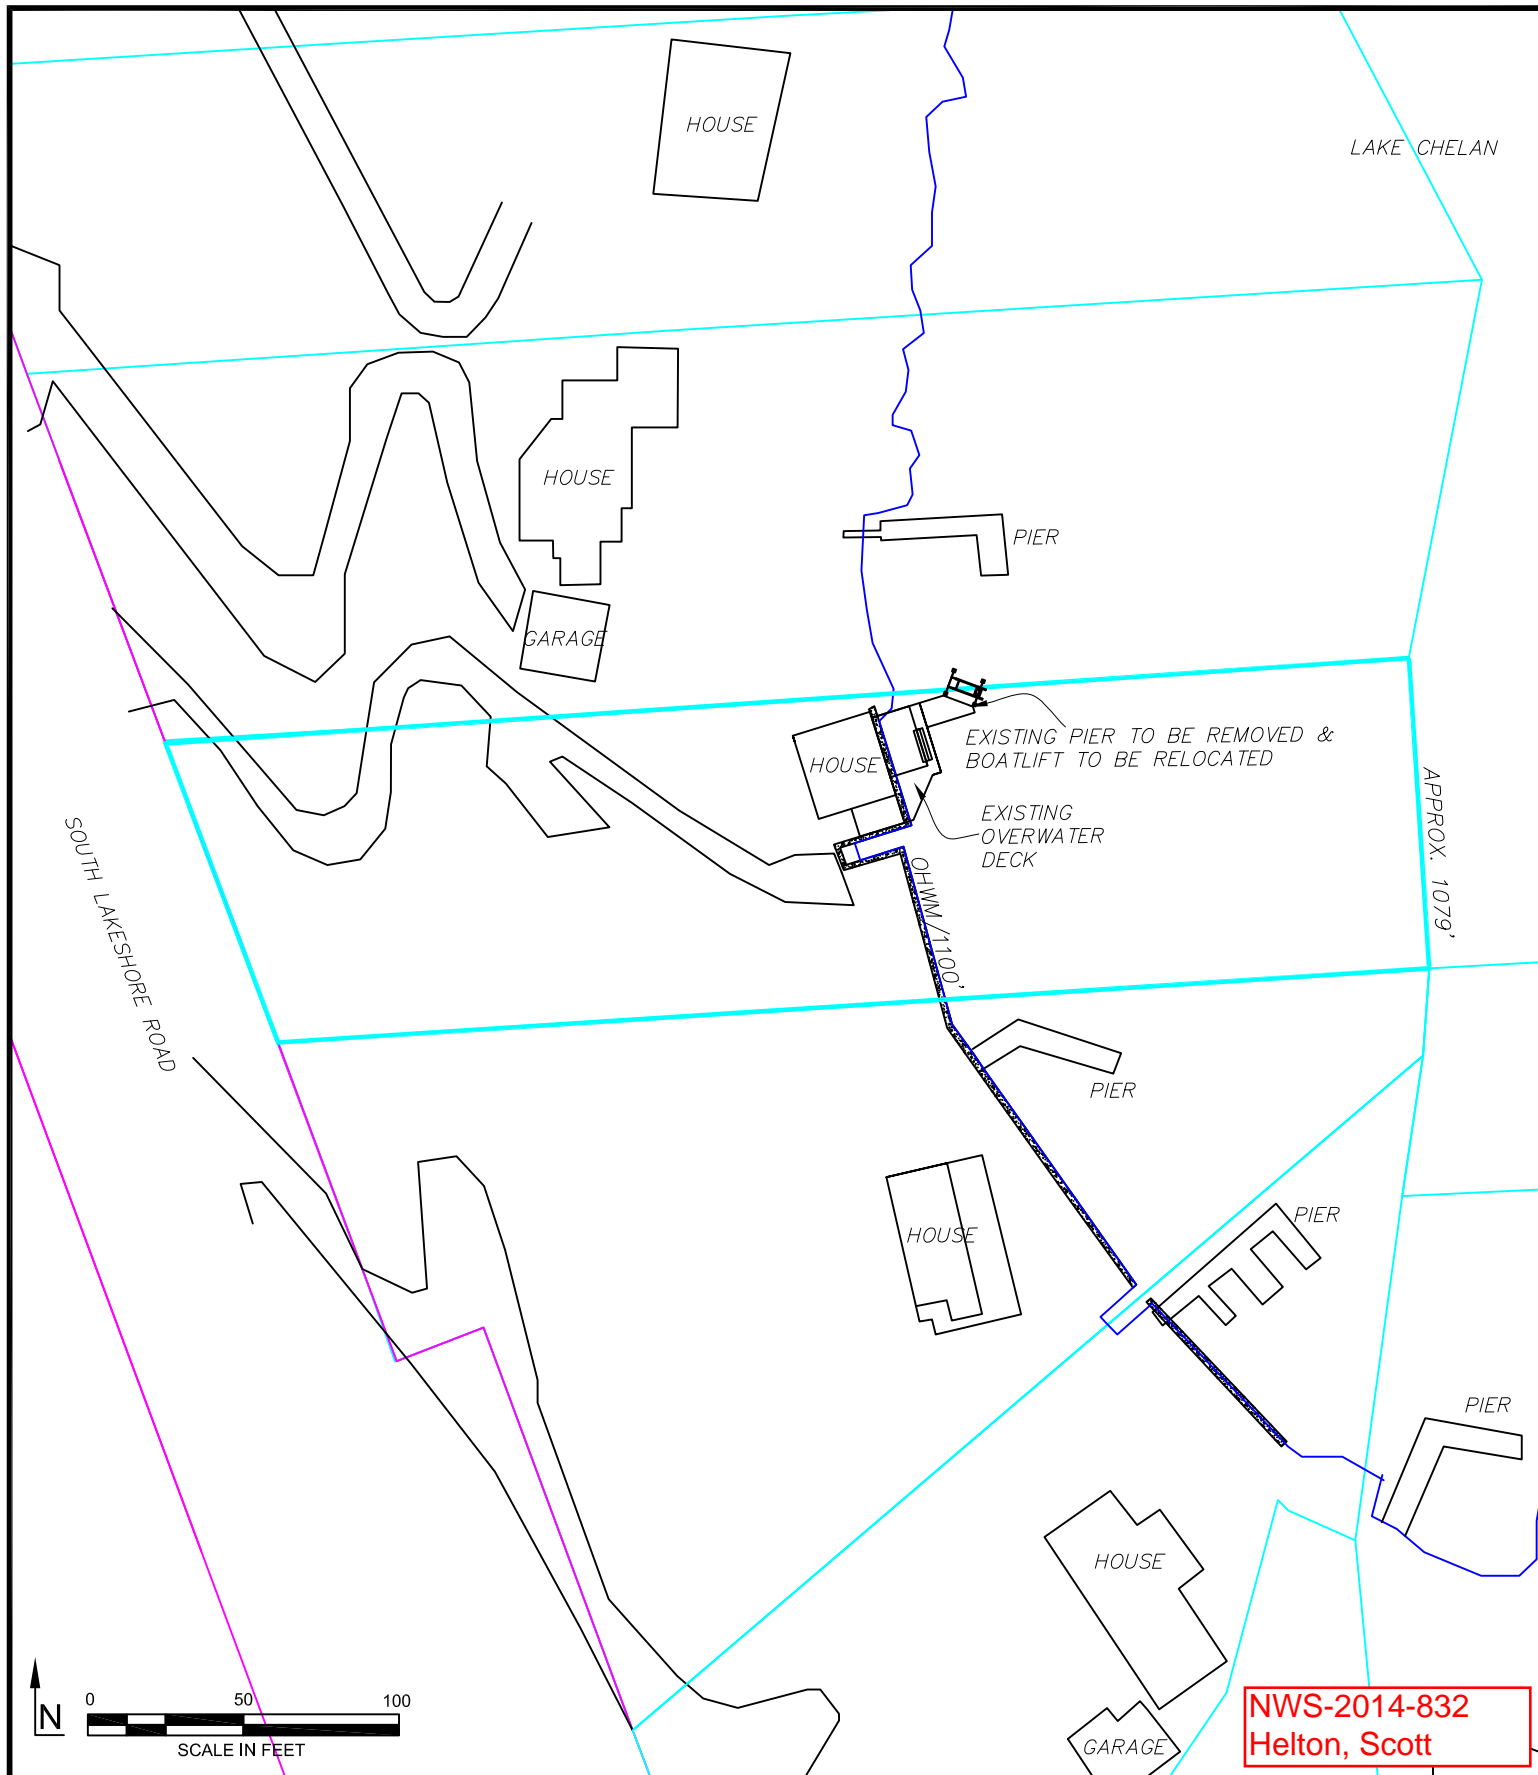 HOUSE
LAKE CHELAN
HOUSE
PIER
GARAGE
EXISTING PIER TO BE REMOVED &
BOATLIFT TO BE RELOCATED
HOUSE
EXISTING
OVERWATER
DECK
APPROX. 1079'
SOUTH LAKESHORE ROAD
OHWM /1100'
PIER
HOUSE
PIER
PIER
HOUSE
GARAGE
N
0 50 100
SCALE IN FEET
NWS-2014-832
Helton, Scott